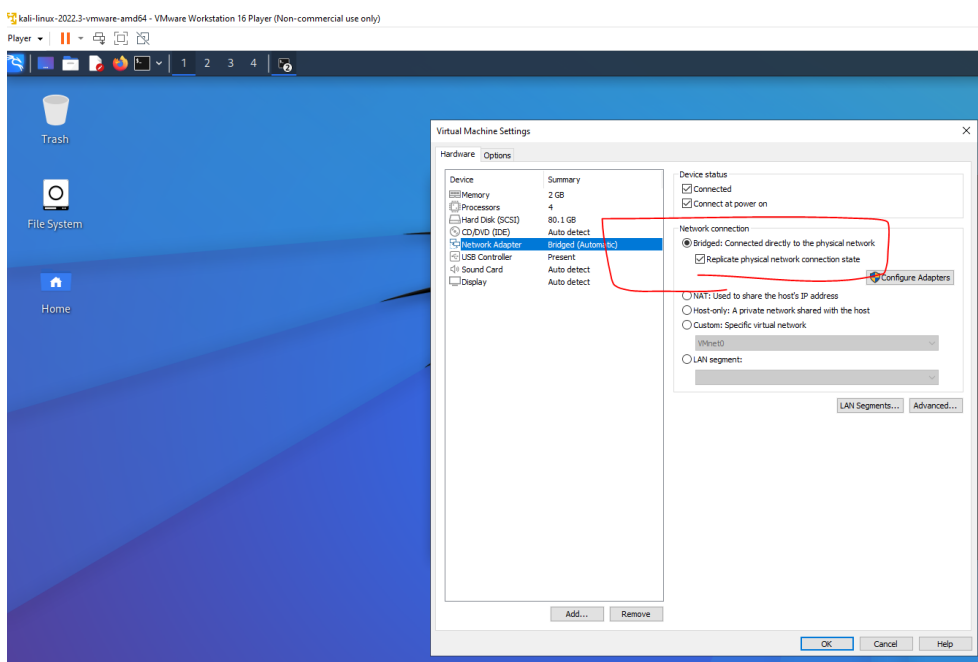 kali-linux-2022.3-vmware-amd64 - VMware Workstation 16 Player (Non-commercial use only)
Player
1 2 3 4
2
Trash
File System
Home
Virtual Machine Settings
Hardware Options
Device Summary
Memory 2 GB
Processors 4
Hard Disk (SCSI) 80.1 GB
CD/DVD (IDE) Auto detect
Network Adapter Bridged (Automatic)
USB Controller Present
Sound Card Auto detect
Display Auto detect
Add... Remove
Device status
Connected
Connect at power on
Network connection
Bridged: Connected directly to the physical network
Replicate physical network connection state
Configure Adapters
NAT: Used to share the host's IP address
Host-only: A private network shared with the host
Custom: Specific virtual network
VMnet0
LAN segment:
LAN Segments... Advanced...
OK Cancel Help